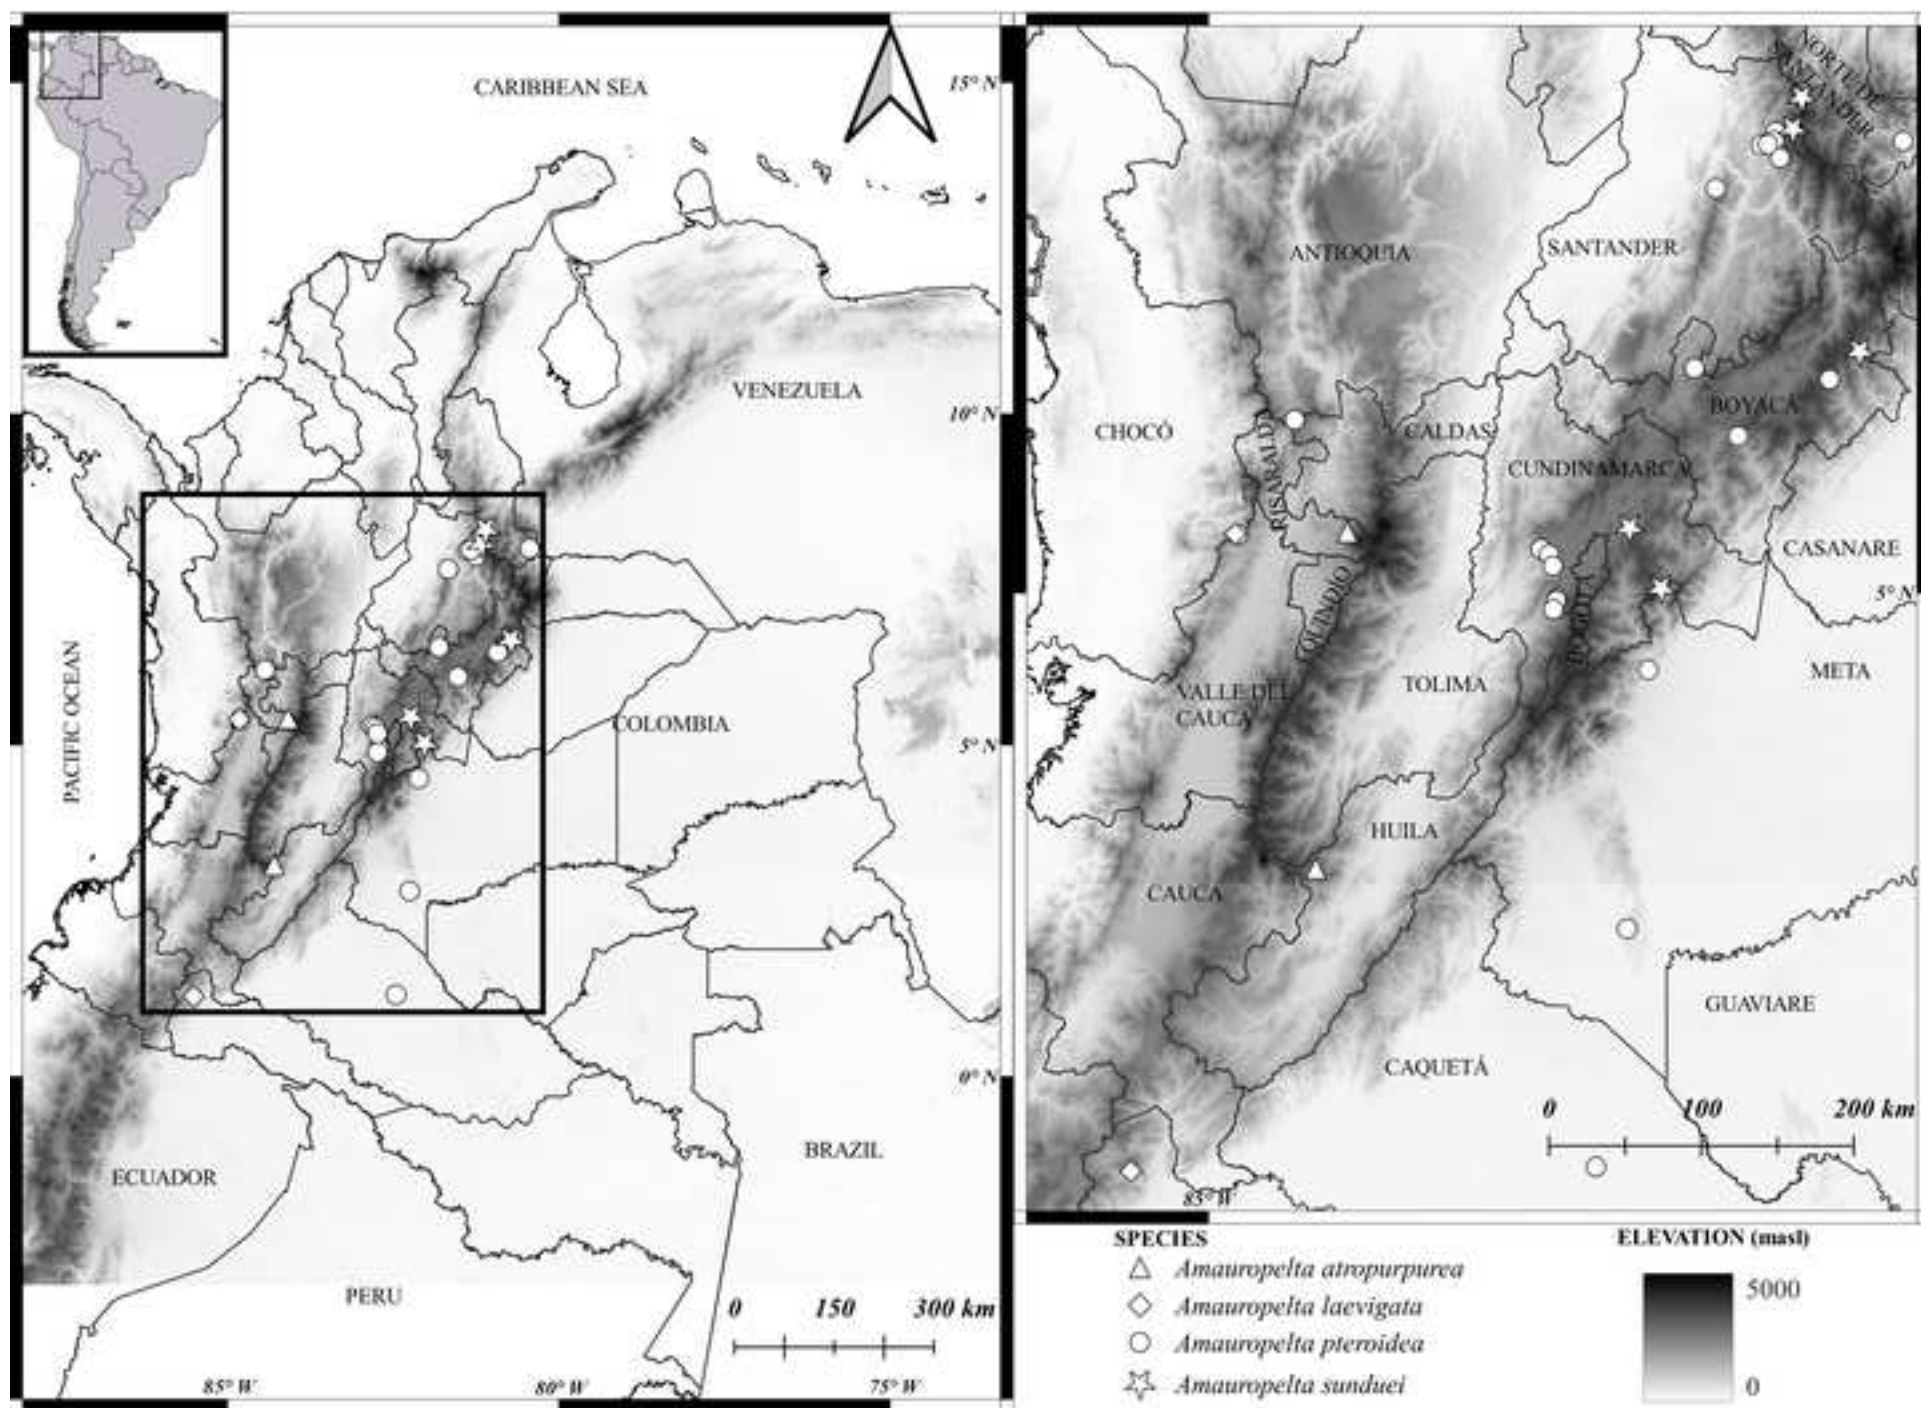 CARIBBEAN SEA
15° N
VENEZUELA
10° N
PACIFIC OCEAN
COLOMBIA
5° N
0° N
ECUADOR
BRAZIL
PERU
0 150 300 km
85° W
80° W
75° W
NORTE DE
SANTANDER
ANTIOQUIA
SANTANDER
CHOCÓ
RISARALDA
CALDAS
BOYACÁ
CUNDINAMARCA
CASANARE
5° N
QUINDIO
BOGOTA
VALLE DEL
CAUCA
TOLIMA
META
HUILA
CAUCA
GUAVIARE
CAQUETÁ
0 100 200 km
85° W
SPECIES
Amauropelta atropurpurea
Amauropelta laevigata
Amauropelta pteroidea
Amauropelta sunduei
ELEVATION (masl)
5000
0